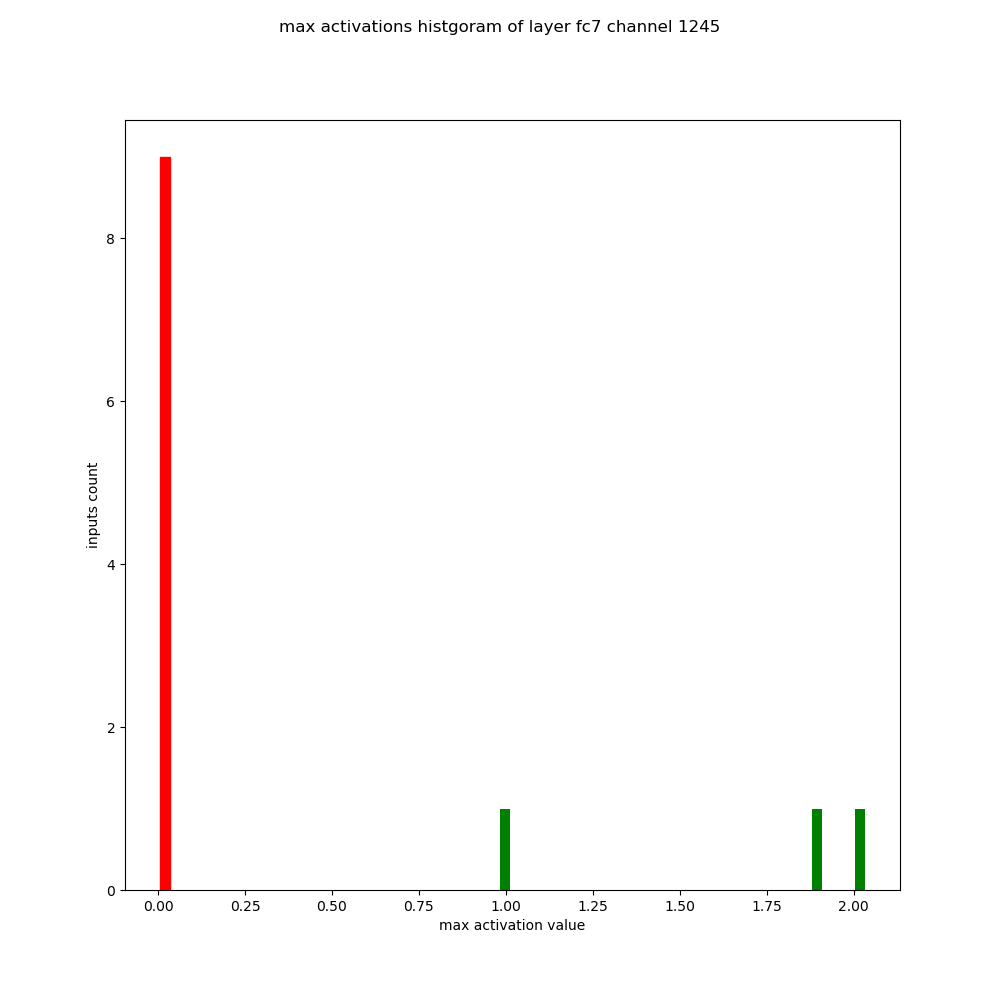 max activations histgoram of layer fc7 channel 1245
8
6
4
2
0
inputs count
0.00 0.25 0.50 0.75 1.00 1.25 1.50 1.75 2.00
max activation value